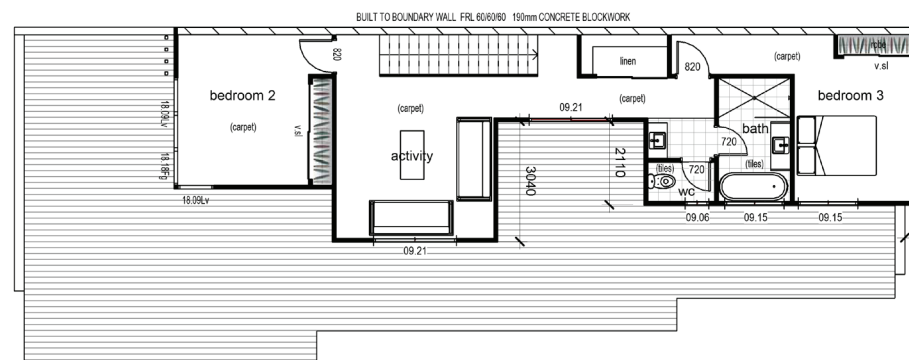 BUILT TO BOUNDARY WALL FRL 60/60/60 190mm CONCRETE BLOCKWORK
820
linen
820
(carpet)
robe
v.sl
bedroom 2
(carpet)
18.09Lv
18.18Fg
18.09Lv
v.sl
(carpet)
activity
09.21
(carpet)
09.21
3040
2110
bath
720
(tiles)
(tiles)
720
wc
09.06
09.15
bedroom 3
09.15